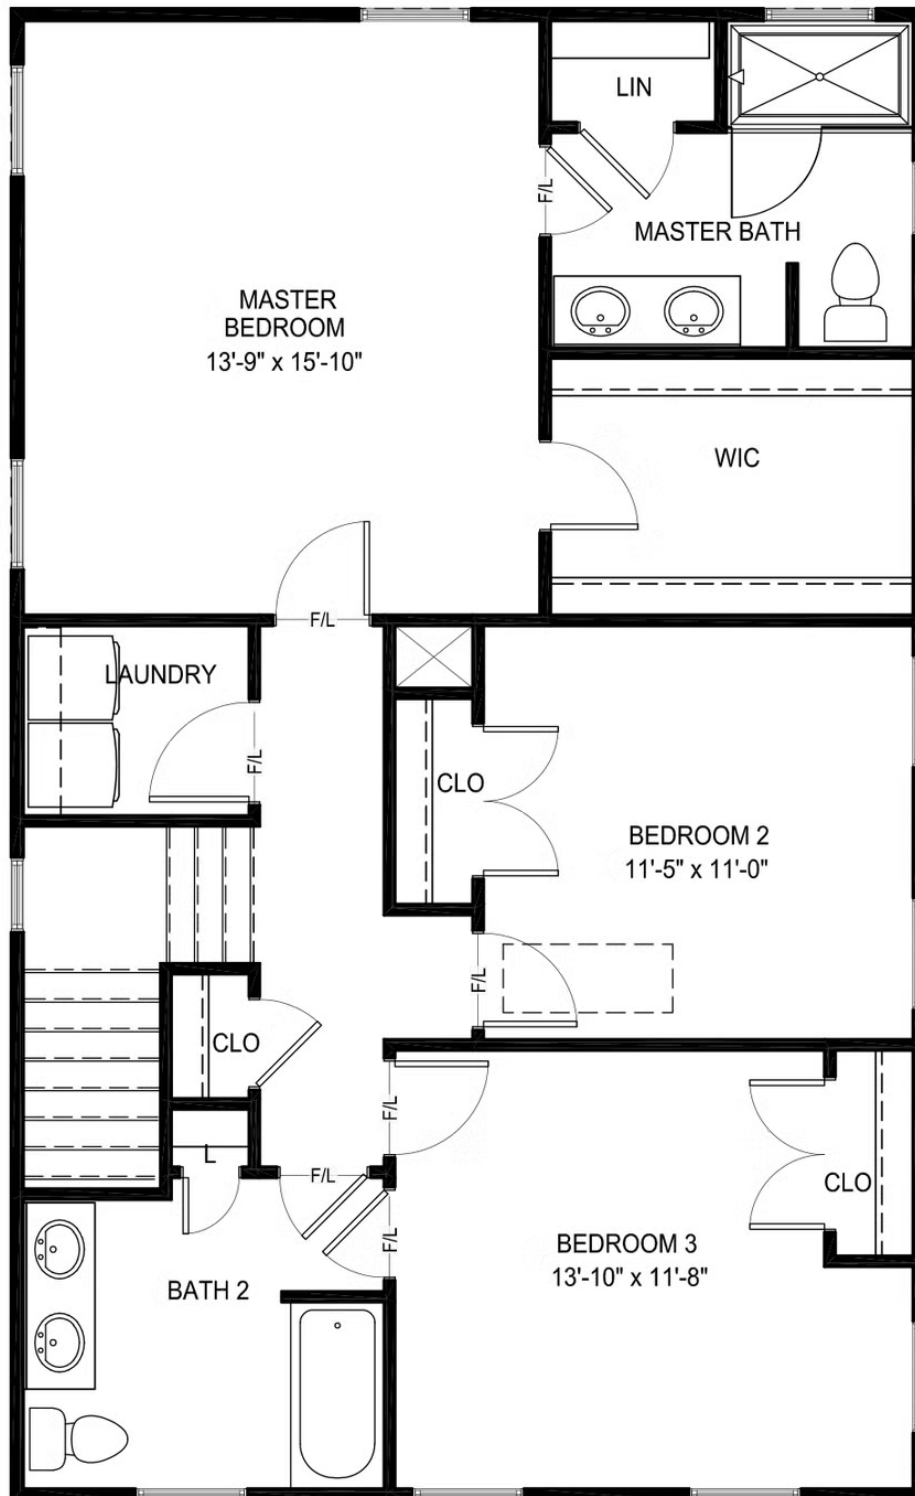 LIN
F/L
MASTER BATH
MASTER
BEDROOM
13'-9" x 15'-10"
WIC
F/L
LAUNDRY
F/L
CLO
BEDROOM 2
11'-5" x 11'-0"
F/L
CLO
F/L
L
F/L
CLO
F/L
BEDROOM 3
13'-10" x 11'-8"
BATH 2